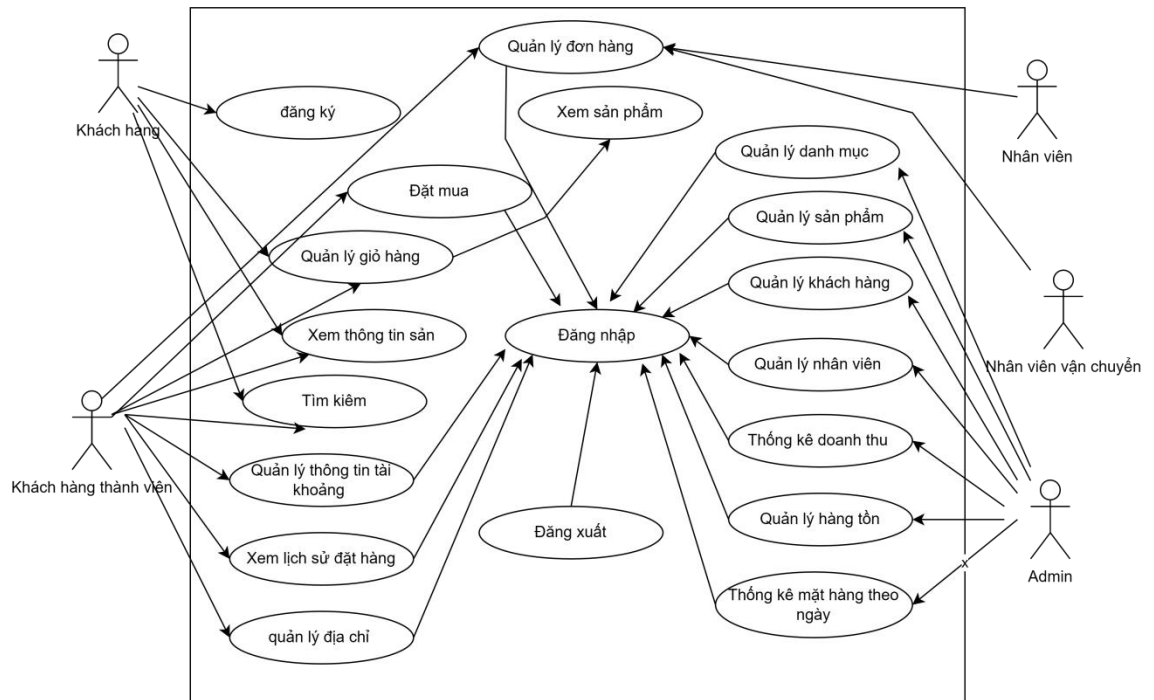 Quản lý đơn hàng
Khách hang
đăng ký
Xem sản phẩm
Nhân viên
Quản lý danh mục
Đặt mua
Quản lý sản phẩm
Quản lý giỏ hàng
Quản lý khách hàng
Nhân viên vận chuyển
Xem thông tin sản
Đăng nhập
Quản lý nhân viên
Tìm kiêm
Thống kê doanh thu
Khách hàng thành viên
Quản lý thông tin tài
khoảng
Đăng xuất
Quản lý hàng tồn
Xem lịch sử đặt hàng
x
Admin
Thống kê mặt hàng theo
ngày
quản lý địa chỉ